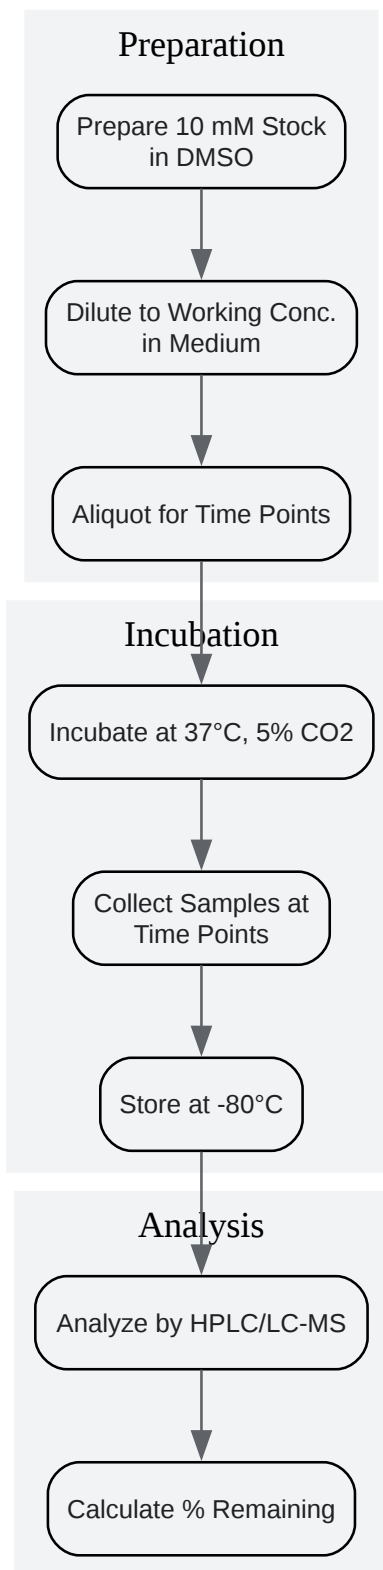 Preparation
Prepare 10 mM Stock
in DMSO
Dilute to Working Conc.
in Medium
Aliquot for Time Points
Incubation
Incubate at 37°C, 5% CO2
Collect Samples at
Time Points
Store at -80°C
Analysis
Analyze by HPLC/LC-MS
Calculate % Remaining